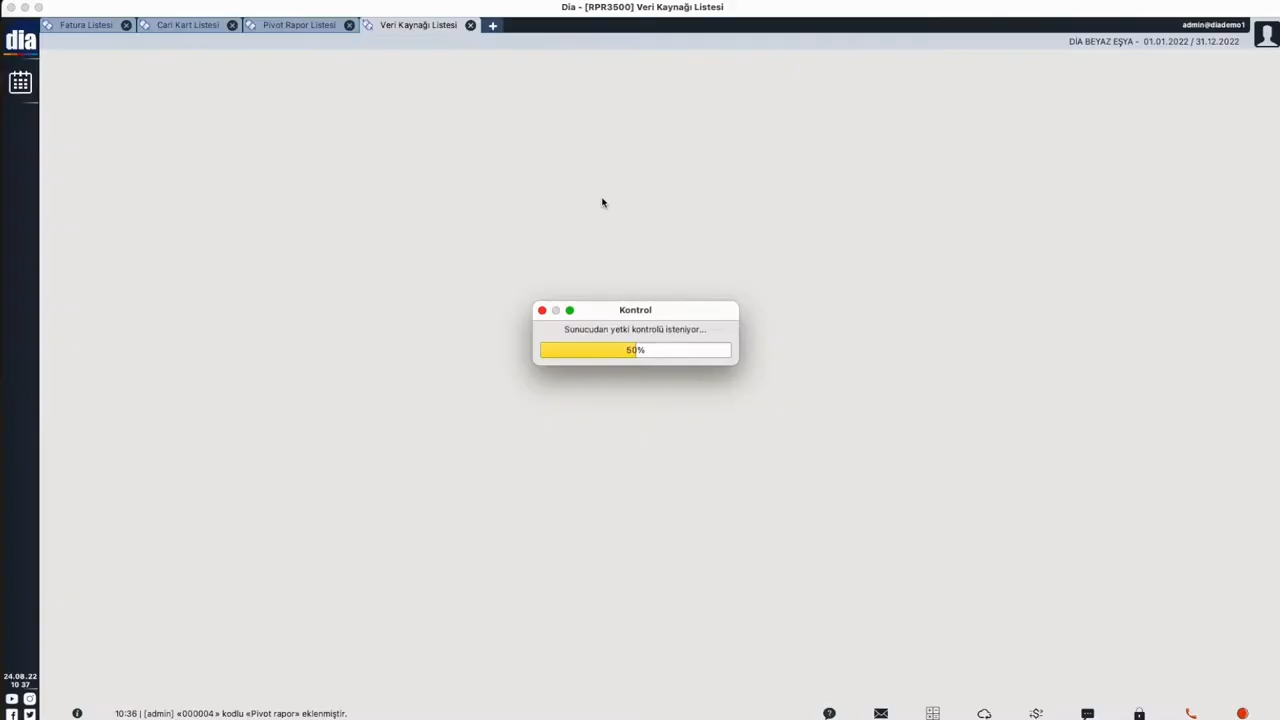 Dia - [RPR3500] Veri Kaynağı Listesi
Fatura Listesi
Cari Kart Listesi
Pivot Rapor Listesi
Veri Kaynağı Listesi
admin@diademo1
dia
DİA BEYAZ EŞYA - 01.01.2022 / 31.12.2022
Kontrol
Sunucudan yetki kontrolü isteniyor...
50%
24.08.22
10 37
10:36 | [admin] «000004» kodlu «Pivot rapor» eklenmiştir.